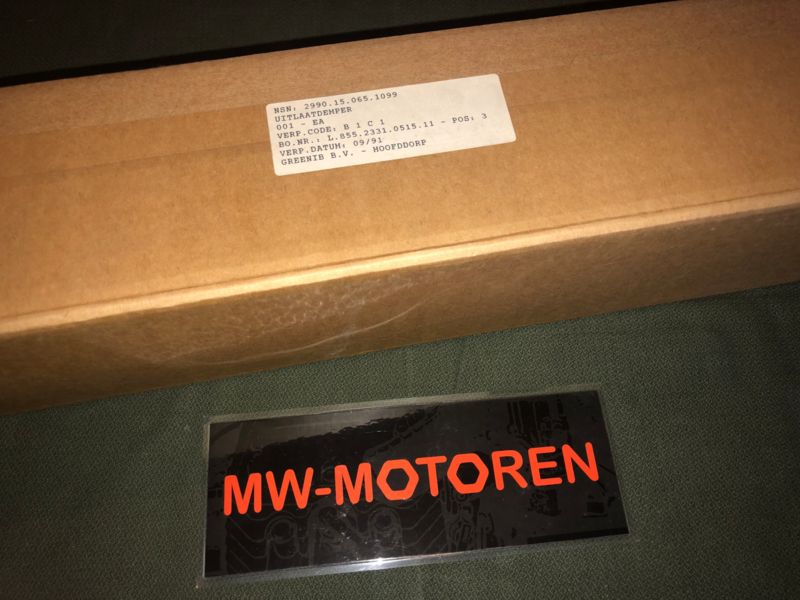 NSN: 2990.15.065.1099
UITLAATDEMPER
001 - EA
VERP.CODE: B 1 C 1
BO.NR.: L.855.2331.0515.11 - POS: 3
VERP.DATUM: 09/91
GREENIB B.V. - HOOFDDORP
MW-MOTOREN